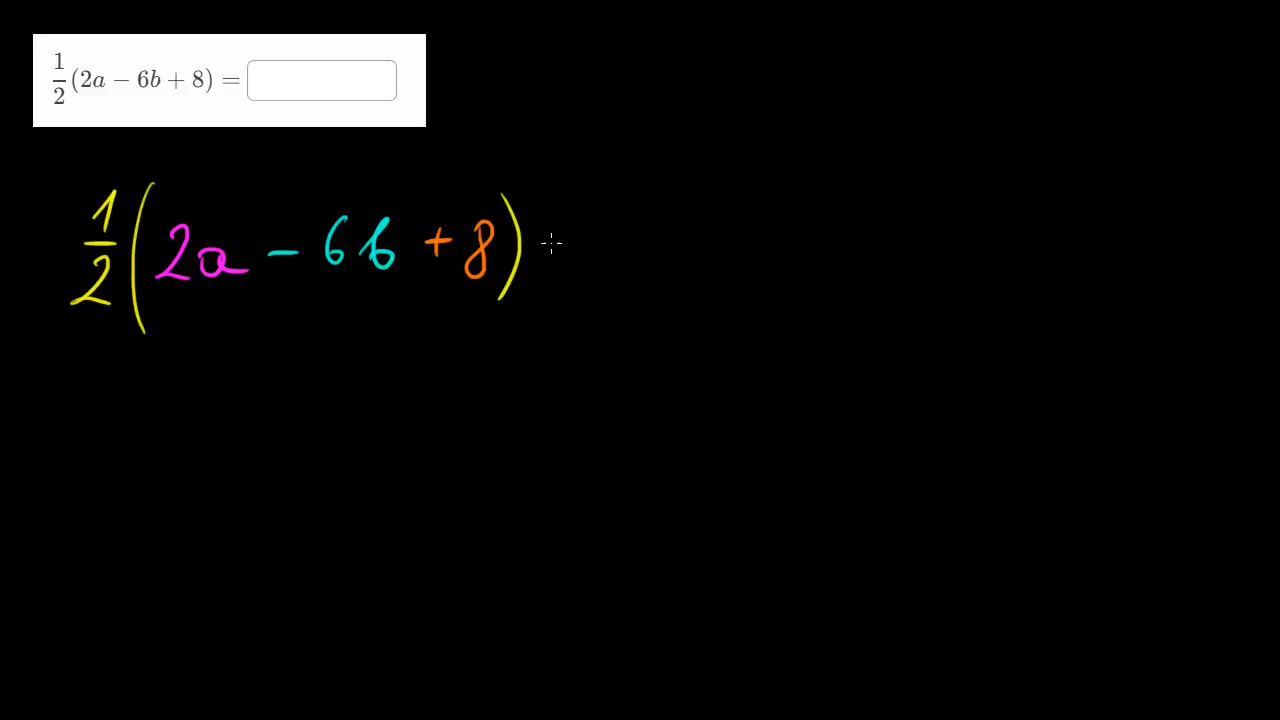 1/2 (2a − 6b + 8) =
1/2 (2a − 6b + 8)